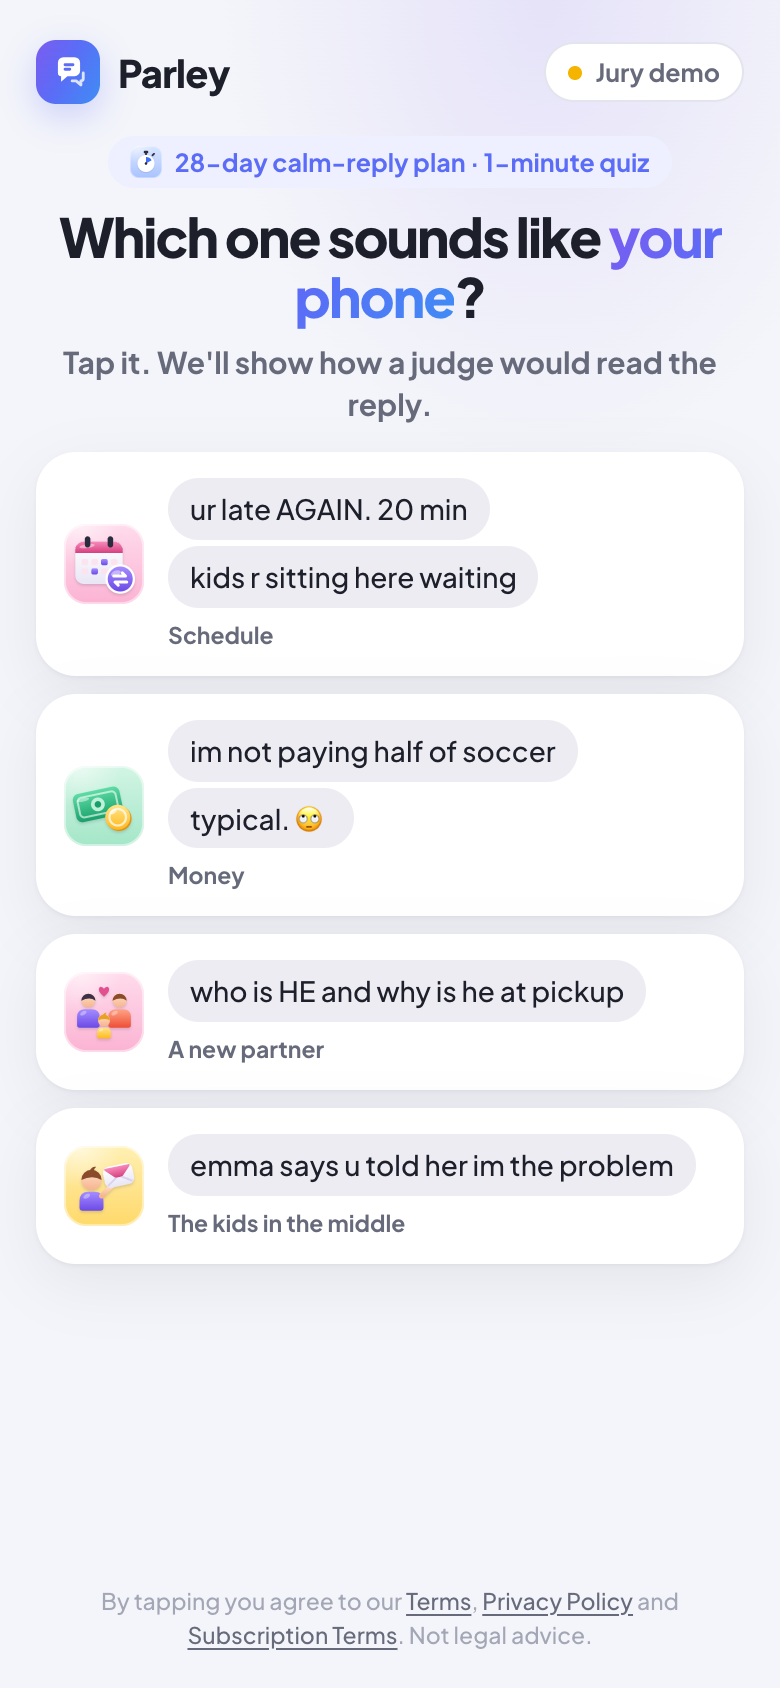 Parley
Jury demo
28-day calm-reply plan · 1-minute quiz
Which one sounds like your
phone?
Tap it. We'll show how a judge would read the
reply.
ur late AGAIN. 20 min
kids r sitting here waiting
Schedule
im not paying half of soccer
typical. 🙄
Money
who is HE and why is he at pickup
A new partner
emma says u told her im the problem
The kids in the middle
By tapping you agree to our Terms, Privacy Policy and
Subscription Terms. Not legal advice.